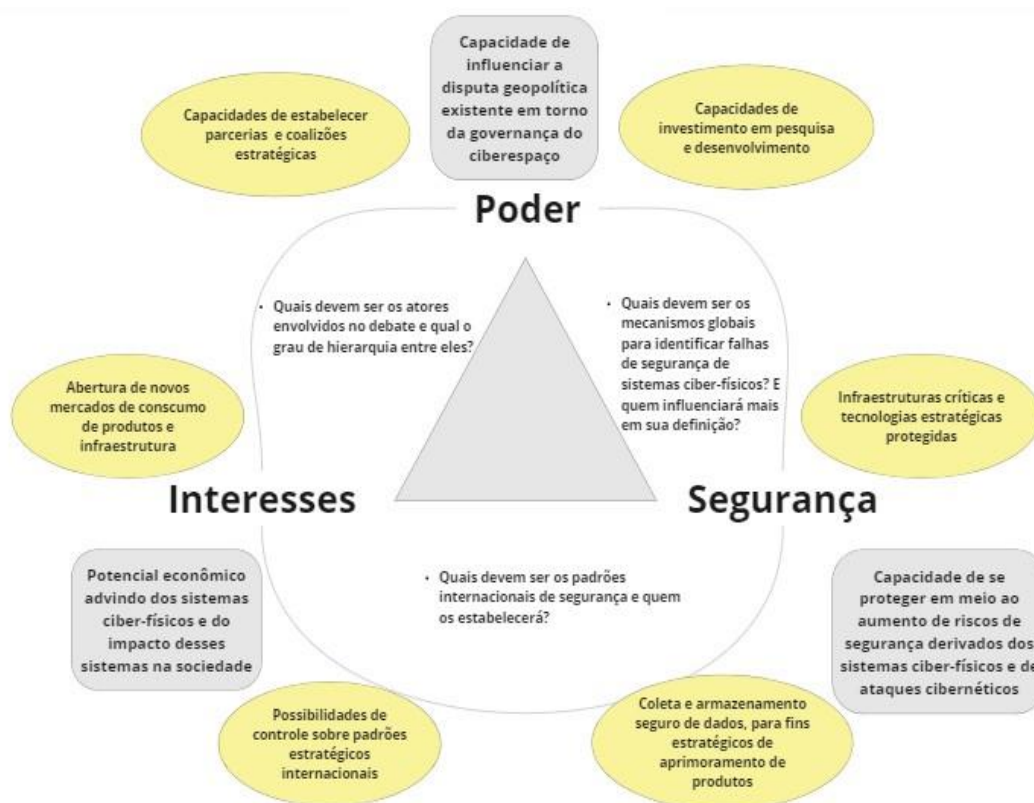 Capacidade de
influenciar a
disputa geopolítica
existente em torno
da governança do
ciberespaço
Capacidades de estabelecer
parcerias e coalizões
estratégicas
Capacidades de
investimento em pesquisa
e desenvolvimento
Poder
• Quais devem ser os atores
envolvidos no debate e qual o
grau de hierarquia entre eles?
• Quais devem ser os
mecanismos globais
para identificar falhas
de segurança de
sistemas ciber-físicos? E
quem influenciará mais
em sua definição?
Abertura de novos
mercados de conscumo
de produtos e
infraestrutura
Infraestruturas críticas e
tecnologias estratégicas
protegidas
Interesses
Segurança
Potencial econômico
advindo dos sistemas
ciber-físicos e do
impacto desses
sistemas na sociedade
• Quais devem ser os padrões
internacionais de segurança e quem
os estabelecerá?
Capacidade de se
proteger em meio ao
aumento de riscos de
segurança derivados dos
sistemas ciber-físicos e de
ataques cibernéticos
Possibilidades de
controle sobre padrões
estratégicos
internacionais
Coleta e armazenamento
seguro de dados, para fins
estratégicos de
aprimoramento de
produtos